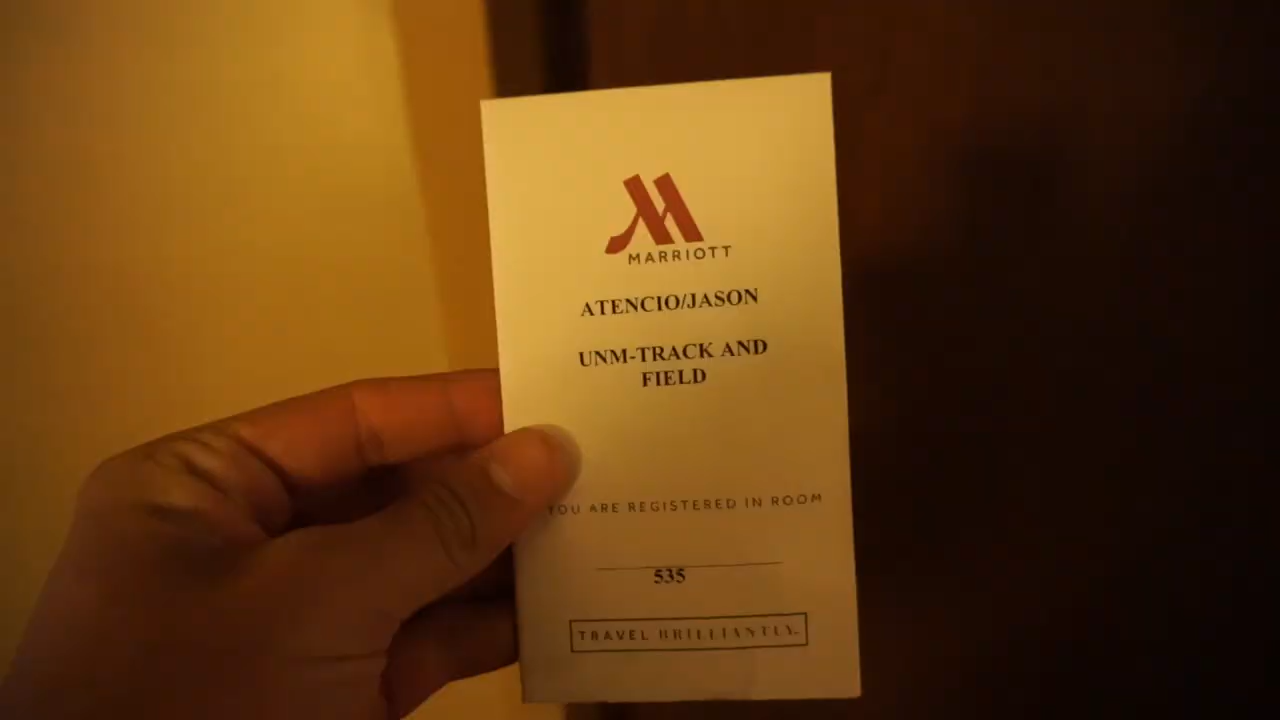 MARRIOTT
ATENCIO/JASON
UNM-TRACK AND
FIELD
YOU ARE REGISTERED IN ROOM
535
TRAVEL BRILLIANTLY.